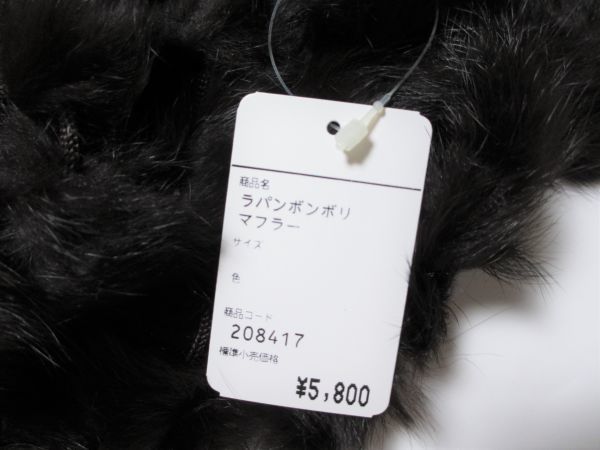 商品名
ラパンボンボリ
マフラー
サイズ
色
商品コード
208417
標準小売価格
¥5,800